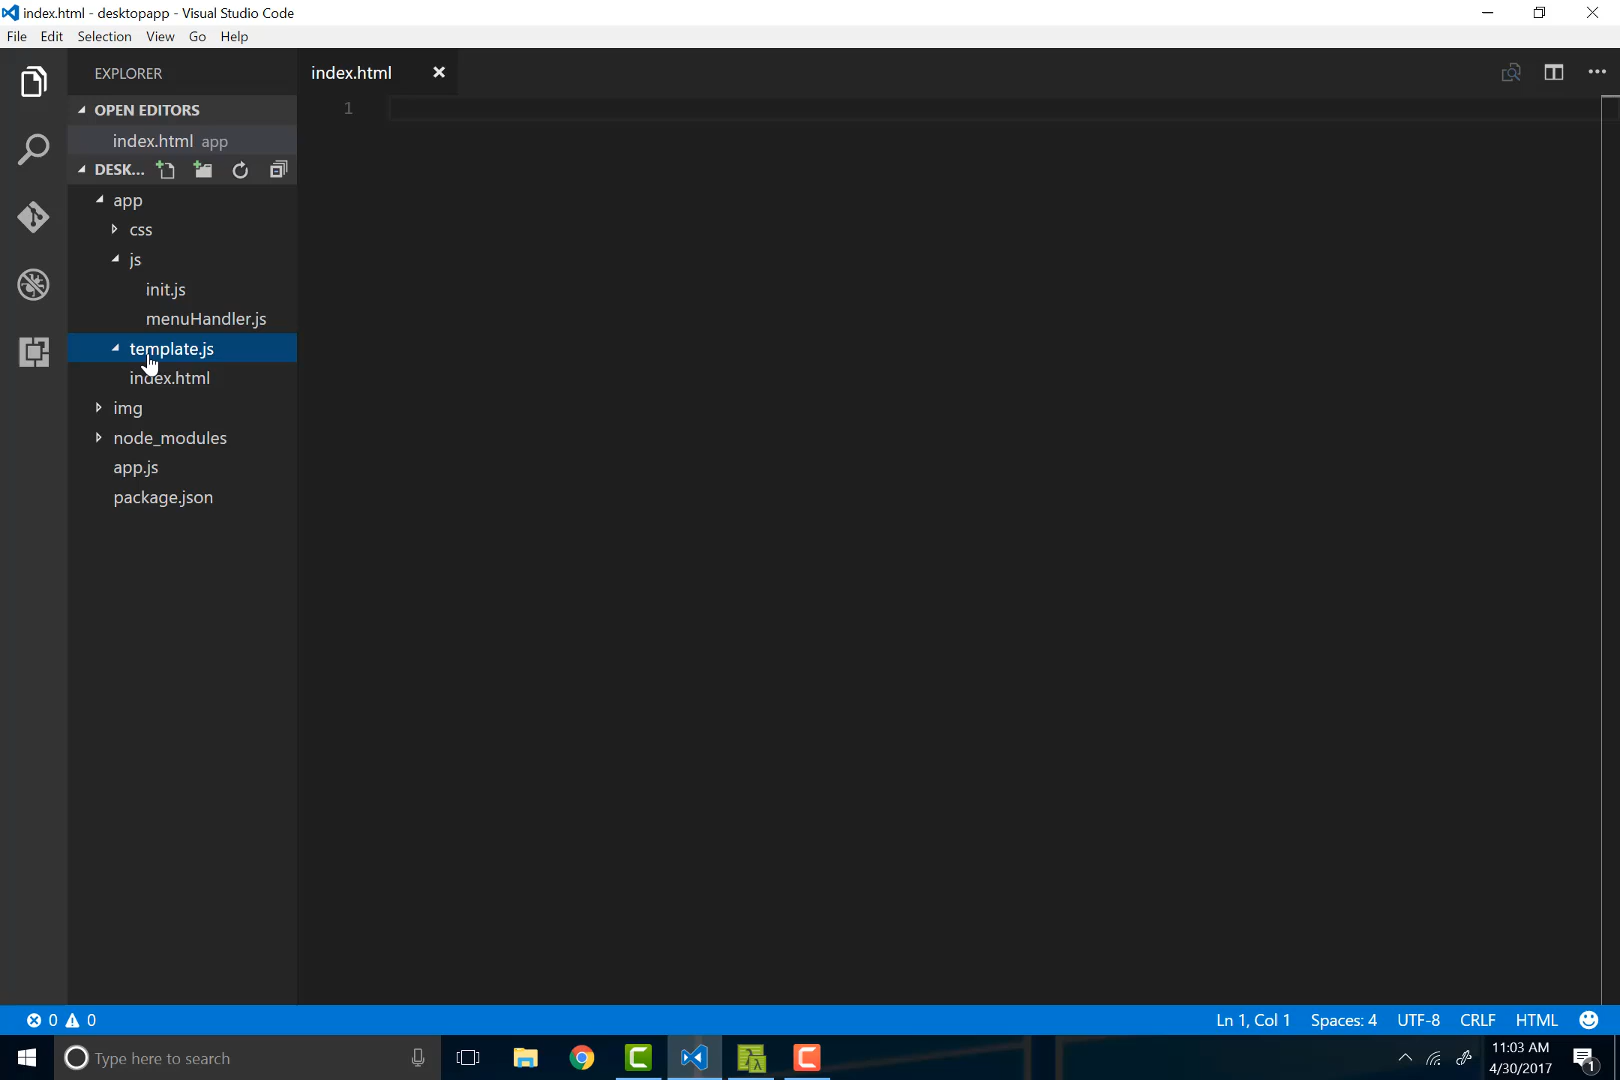 index.html - desktopapp - Visual Studio Code
File Edit Selection View Go Help
EXPLORER
index.html
OPEN EDITORS
1
index.html app
DESK...
app
css
js
init.js
menuHandler.js
template.js
index.html
img
node_modules
app.js
package.json
0 0
Ln 1, Col 1 Spaces: 4 UTF-8 CRLF HTML
Type here to search
11:03 AM
4/30/2017
1